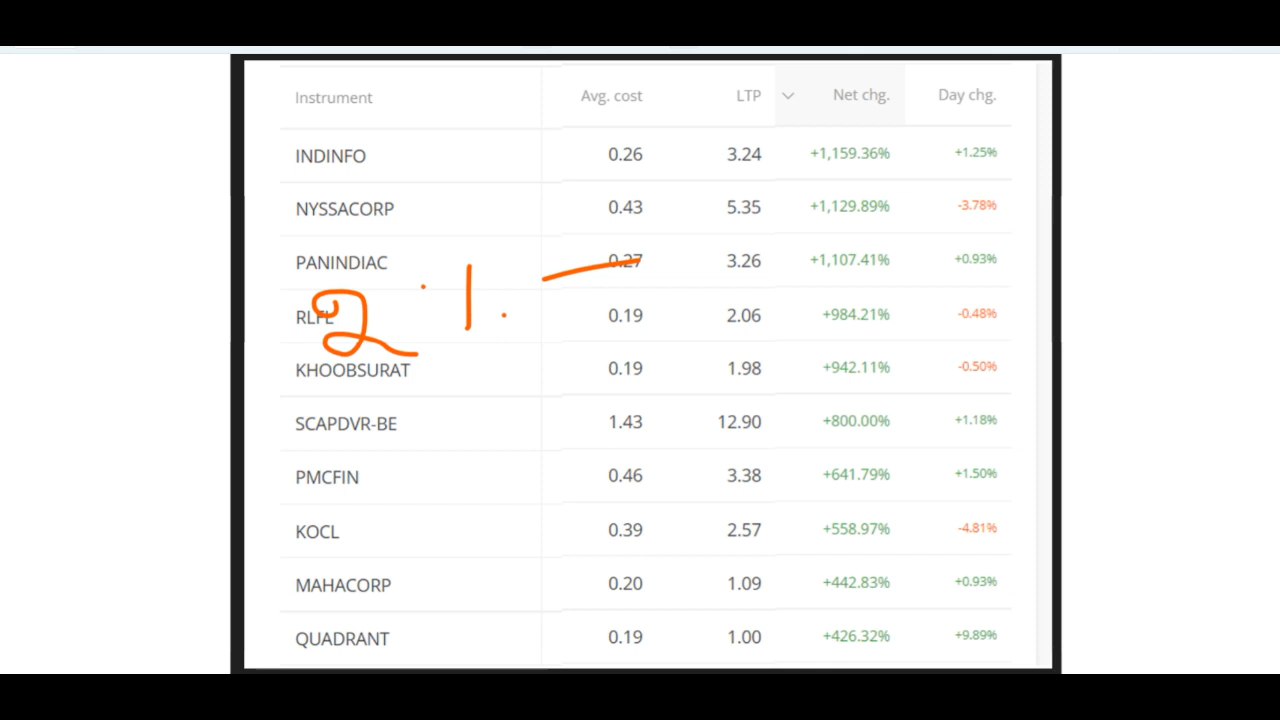 Instrument Avg. cost LTP Net chg. Day chg.
INDINFO 0.26 3.24 +1,159.36% +1.25%
NYSSACORP 0.43 5.35 +1,129.89% -3.78%
PANINDIAC 0.27 3.26 +1,107.41% +0.93%
2 %
RLFL 0.19 2.06 +984.21% -0.48%
KHOOBSURAT 0.19 1.98 +942.11% -0.50%
SCAPDVR-BE 1.43 12.90 +800.00% +1.18%
PMCFIN 0.46 3.38 +641.79% +1.50%
KOCL 0.39 2.57 +558.97% -4.81%
MAHACORP 0.20 1.09 +442.83% +0.93%
QUADRANT 0.19 1.00 +426.32% +9.89%